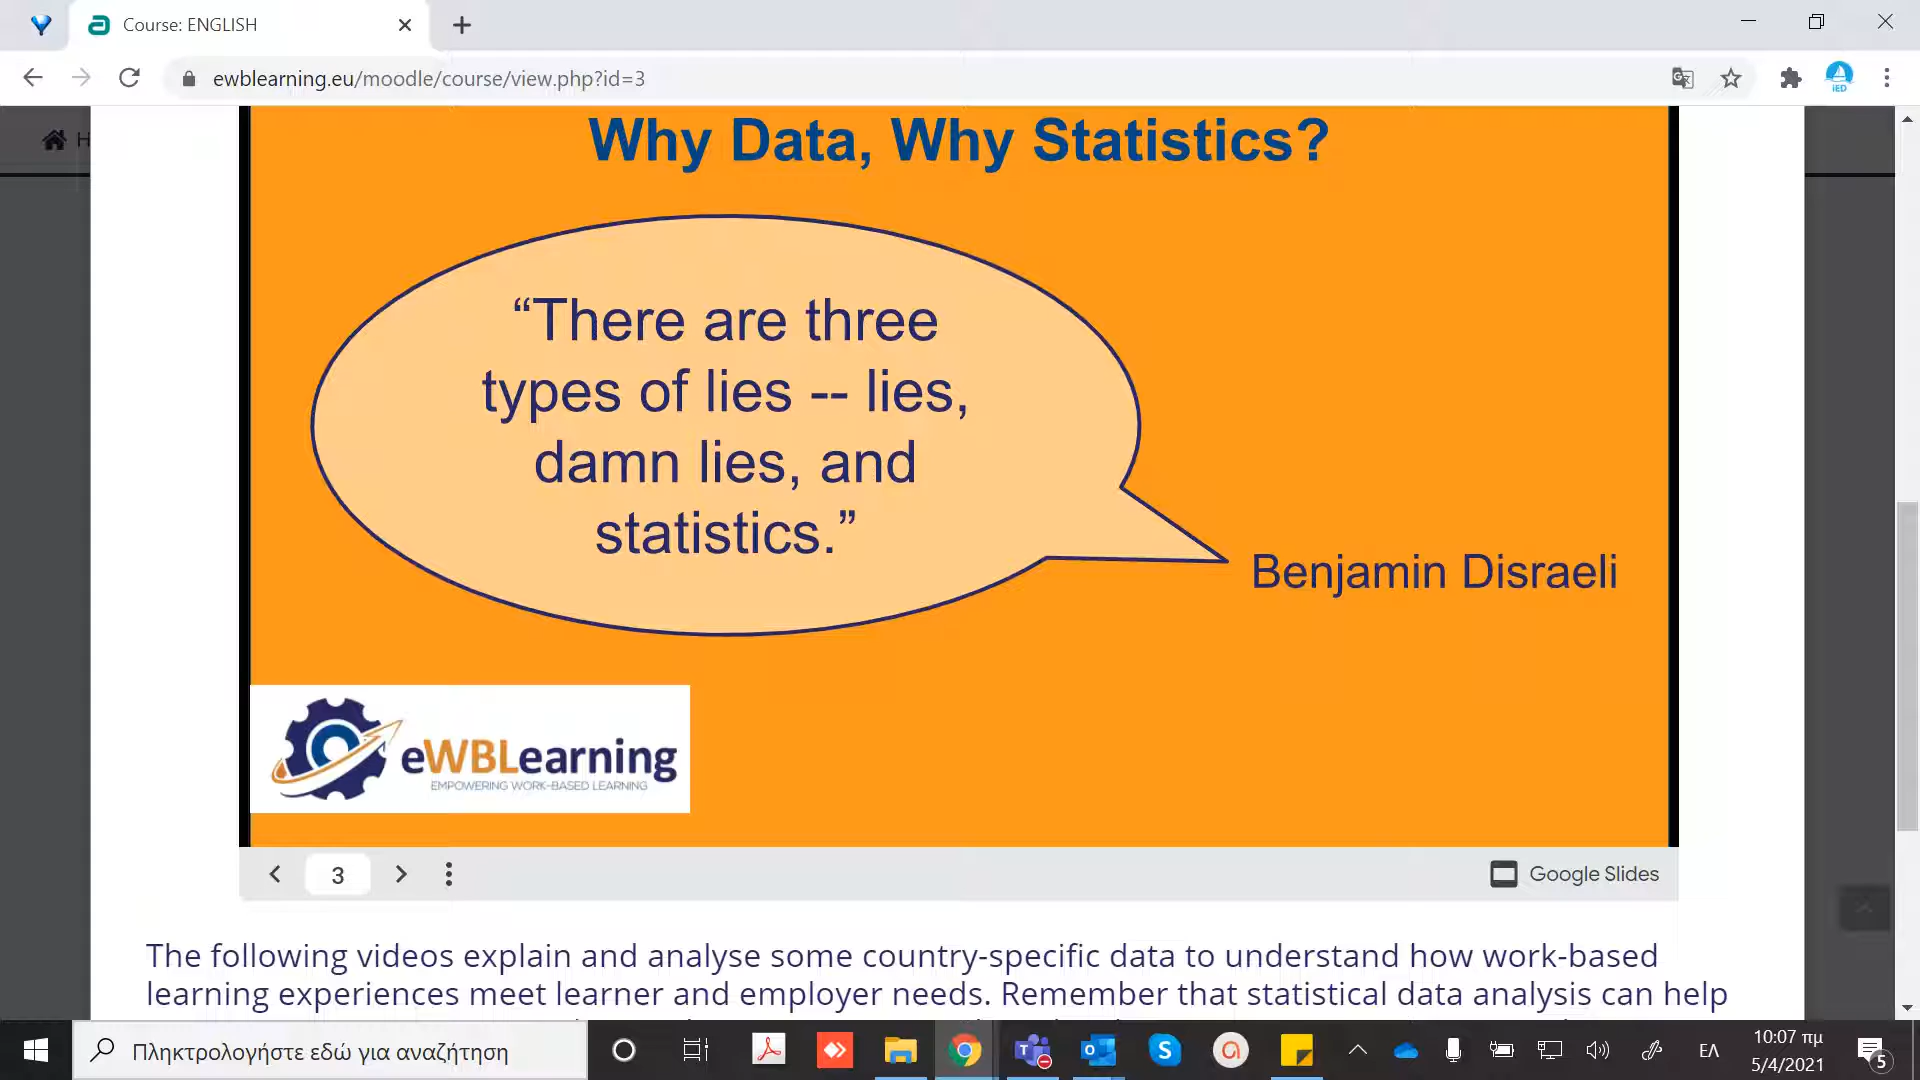 Course: ENGLISH
ewblearning.eu/moodle/course/view.php?id=3
iED
H
Why Data, Why Statistics?
“There are three
types of lies -- lies,
damn lies, and
statistics.”
Benjamin Disraeli
eWBLearning
EMPOWERING WORK-BASED LEARNING
3
Google Slides
The following videos explain and analyse some country-specific data to understand how work-based
learning experiences meet learner and employer needs. Remember that statistical data analysis can help
Πληκτρολογήστε εδώ για αναζήτηση
ΕΛ
10:07 πμ
5/4/2021
5